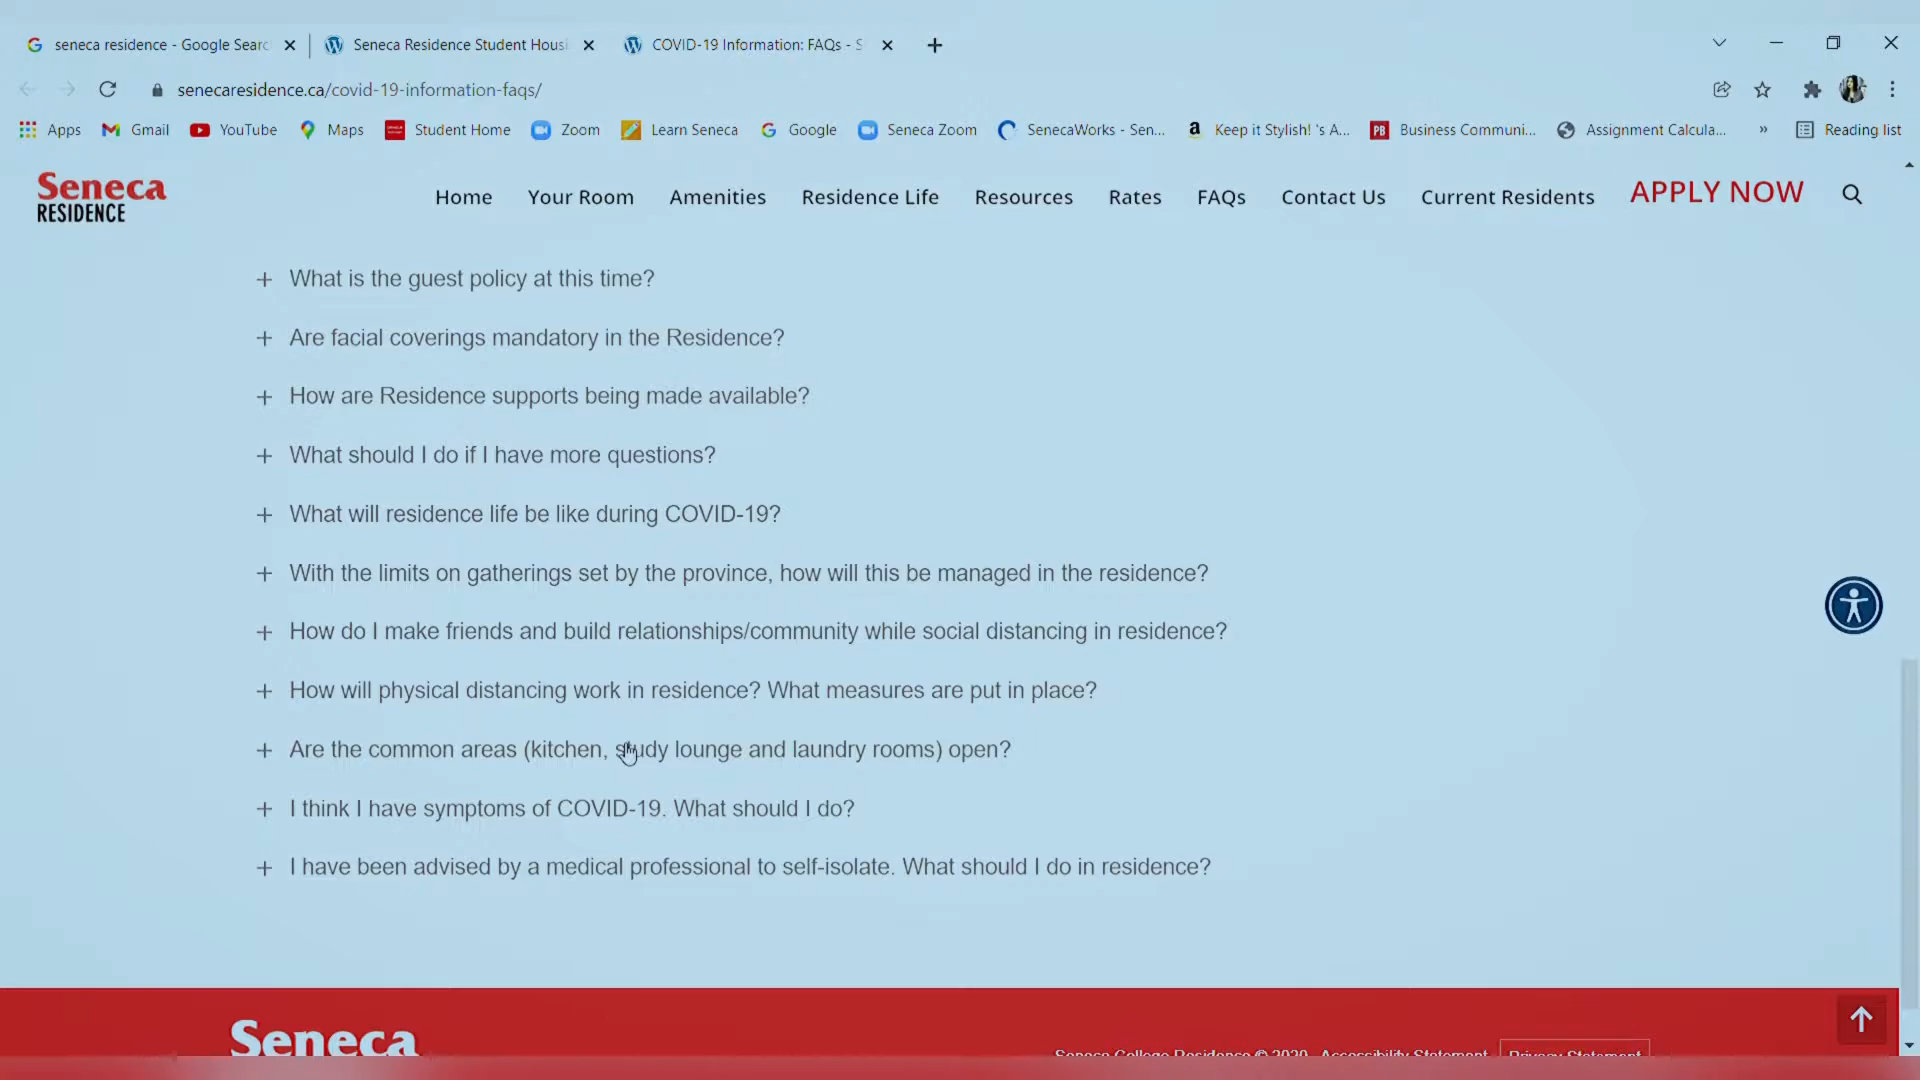 seneca residence - Google Searc
Seneca Residence Student Housi
COVID-19 Information: FAQs - S
senecaresidence.ca/covid-19-information-faqs/
Apps
Gmail
YouTube
Maps
Student Home
Zoom
Learn Seneca
Google
Seneca Zoom
SenecaWorks - Sen...
Keep it Stylish! 's A...
Business Communi...
Assignment Calcula...
»
Reading list
Seneca
RESIDENCE
Home
Your Room
Amenities
Residence Life
Resources
Rates
FAQs
Contact Us
Current Residents
APPLY NOW
+ What is the guest policy at this time?
+ Are facial coverings mandatory in the Residence?
+ How are Residence supports being made available?
+ What should I do if I have more questions?
+ What will residence life be like during COVID-19?
+ With the limits on gatherings set by the province, how will this be managed in the residence?
+ How do I make friends and build relationships/community while social distancing in residence?
+ How will physical distancing work in residence? What measures are put in place?
+ Are the common areas (kitchen, study lounge and laundry rooms) open?
+ I think I have symptoms of COVID-19. What should I do?
+ I have been advised by a medical professional to self-isolate. What should I do in residence?
Seneca
Seneca College Residence © 2020 Accessibility Statement
Privacy Statement